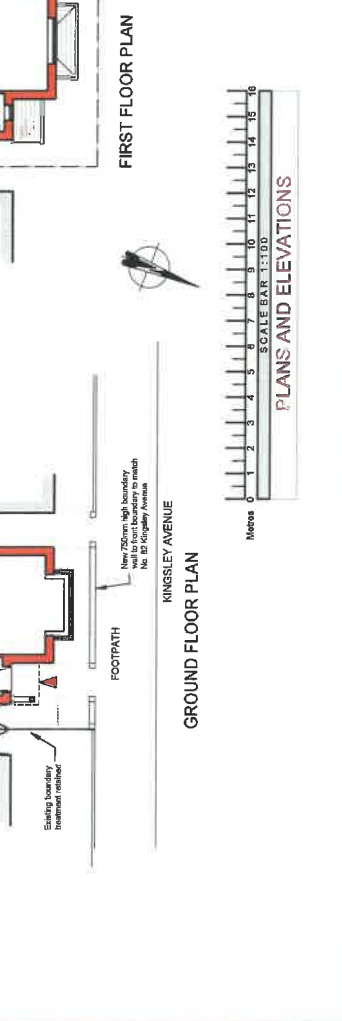 FIRST FLOOR PLAN
New 750mm high boundary
wall to front boundary to match
No. 82 Kingsley Avenue
Existing boundary
treatment retained
FOOTPATH
KINGSLEY AVENUE
GROUND FLOOR PLAN
Metres
0 1 2 3 4 5 6 7 8 9 10 11 12 13 14 15 16
SCALE BAR 1:100
PLANS AND ELEVATIONS